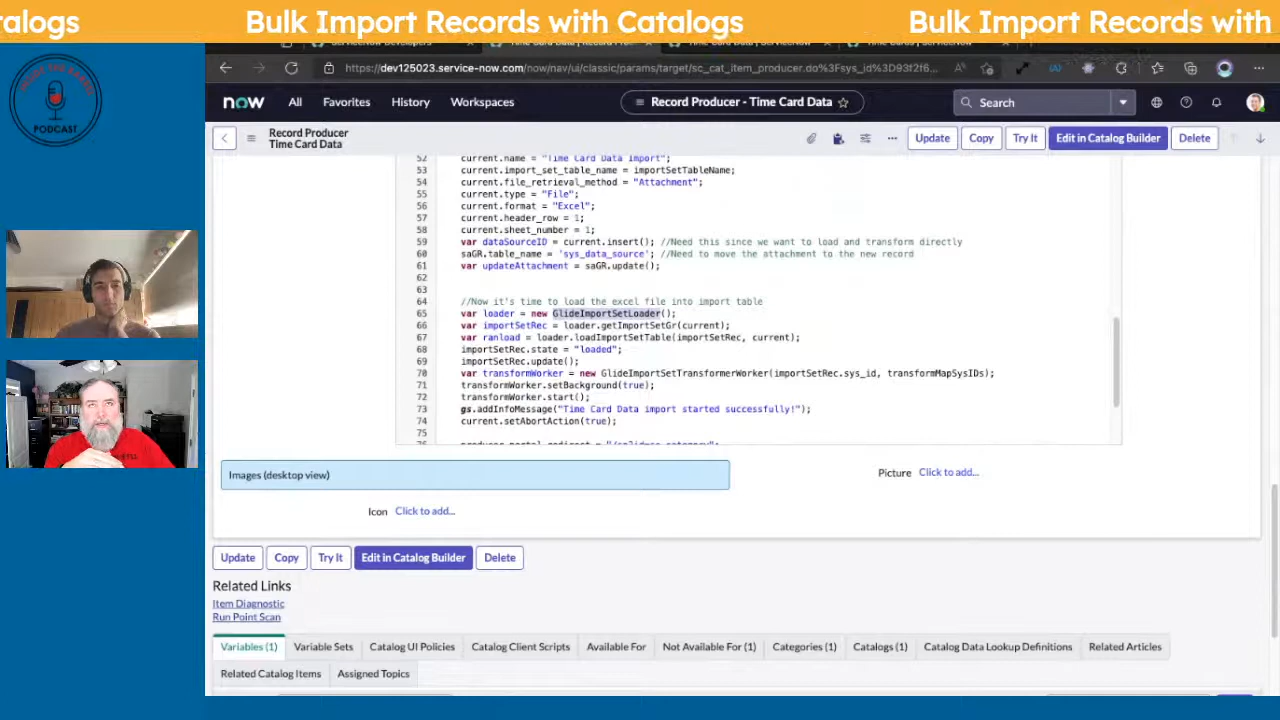 talogs
Bulk Import Records with Catalogs
Bulk Import Records with
PODCAST
https://dev125023.service-now.com/now/nav/ui/classic/params/target/sc_cat_item_producer.do%3Fsys_id%3D93f2f6...
now
All
Favorites
History
Workspaces
Record Producer - Time Card Data
Search
Record Producer
Time Card Data
Update
Copy
Try It
Edit in Catalog Builder
Delete
52 current.name = "Time Card Data Import";
53 current.import_set_table_name = importSetTableName;
54 current.file_retrieval_method = "Attachment";
55 current.type = "File";
56 current.format = "Excel";
57 current.header_row = 1;
58 current.sheet_number = 1;
59 var dataSourceID = current.insert(); //Need this since we want to load and transform directly
60 saGR.table_name = 'sys_data_source'; //Need to move the attachment to the new record
61 var updateAttachment = saGR.update();
62
63
64 //Now it's time to load the excel file into import table
65 var loader = new GlideImportSetLoader();
66 var importSetRec = loader.getImportSetGr(current);
67 var ranload = loader.loadImportSetTable(importSetRec, current);
68 importSetRec.state = "loaded";
69 importSetRec.update();
70 var transformWorker = new GlideImportSetTransformerWorker(importSetRec.sys_id, transformMapSysIDs);
71 transformWorker.setBackground(true);
72 transformWorker.start();
73 gs.addInfoMessage("Time Card Data import started successfully!");
74 current.setAbortAction(true);
75
Images (desktop view)
Picture Click to add...
Icon Click to add...
Update
Copy
Try It
Edit in Catalog Builder
Delete
Related Links
Item Diagnostic
Run Point Scan
Variables (1)
Variable Sets
Catalog UI Policies
Catalog Client Scripts
Available For
Not Available For (1)
Categories (1)
Catalogs (1)
Catalog Data Lookup Definitions
Related Articles
Related Catalog Items
Assigned Topics